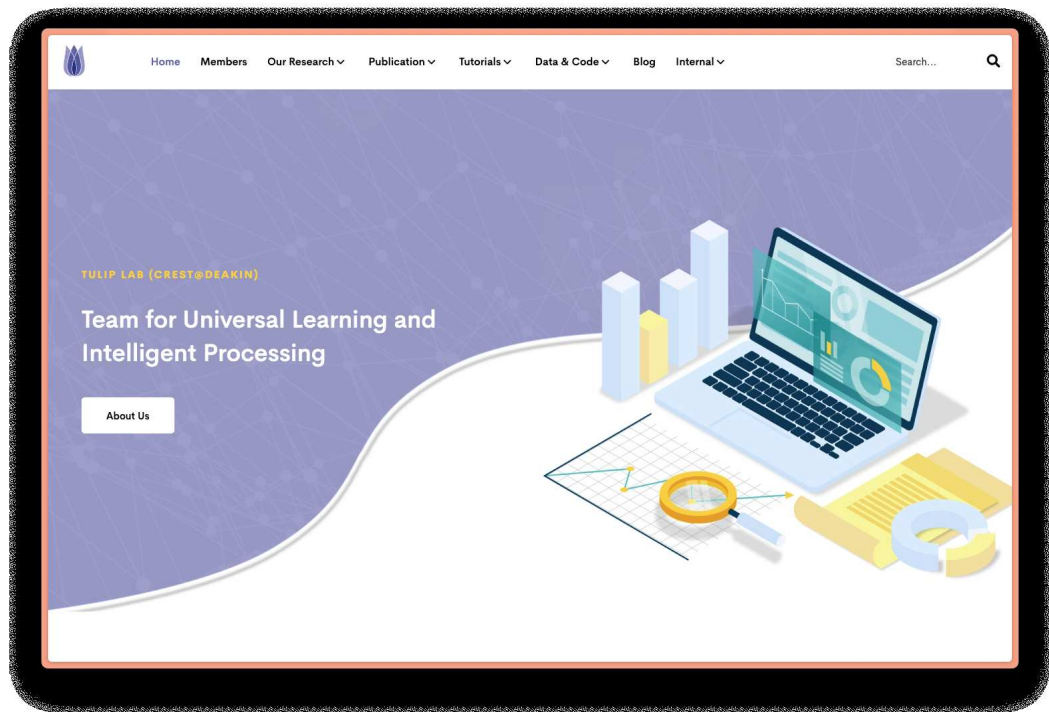 Home Members Our Research Publication Tutorials Data & Code Blog Internal Search...
TULIP LAB (CREST@DEAKIN)
Team for Universal Learning and
Intelligent Processing
About Us